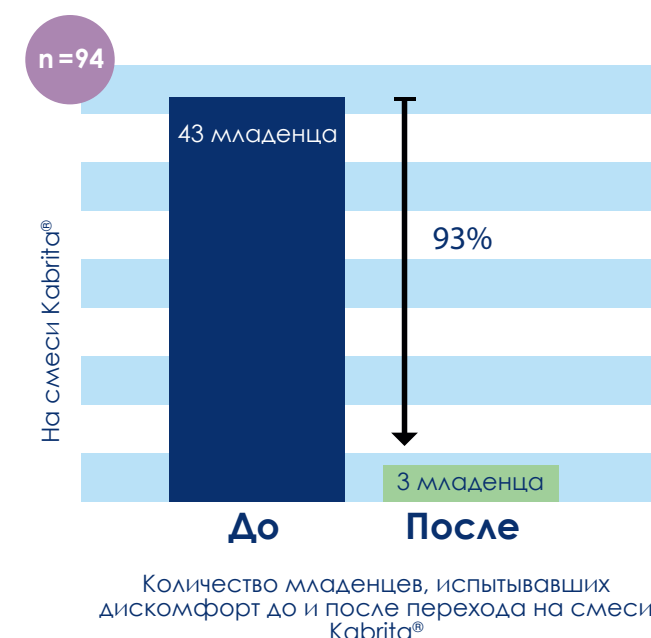 n=94
43 младенца
93%
На смеси Kabrita®
3 младенца
До После
Количество младенцев, испытывавших
дискомфорт до и после перехода на смеси
Kabrita®